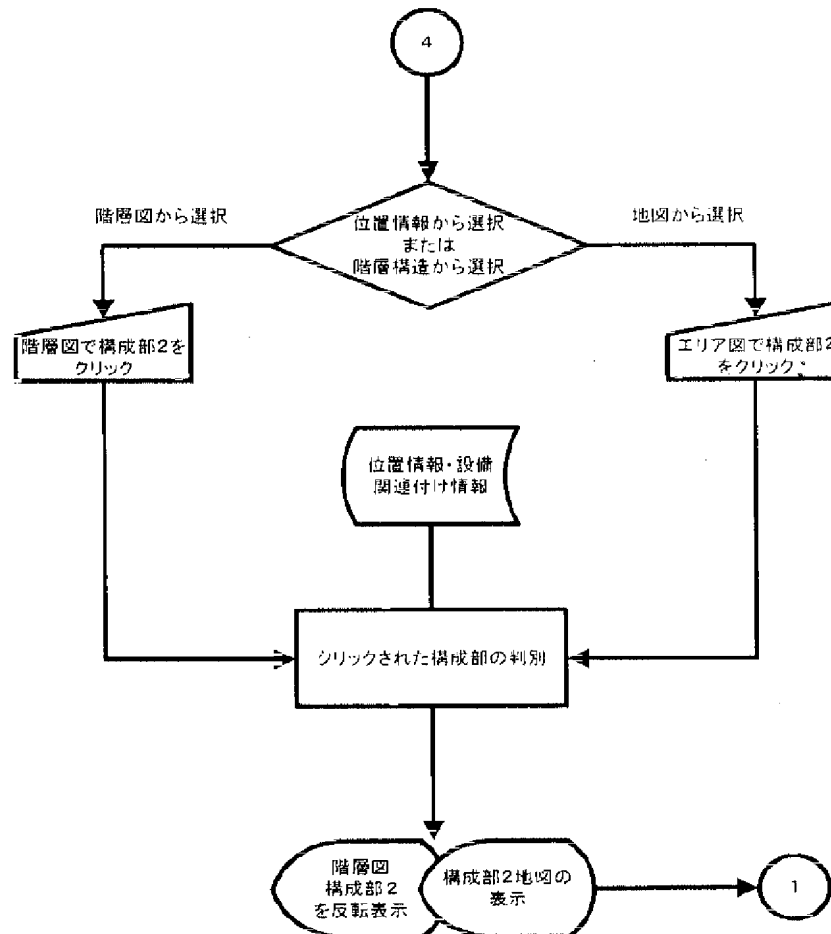 4
階層図から選択
位置情報から選択
または
階層構造から選択
地図から選択
階層図で構成部2を
クリック
エリア図で構成部2
をクリック
位置情報・設備
関連付け情報
クリックされた構成部の判別
階層図
構成部2
を反転表示
構成部2地図の
表示
1